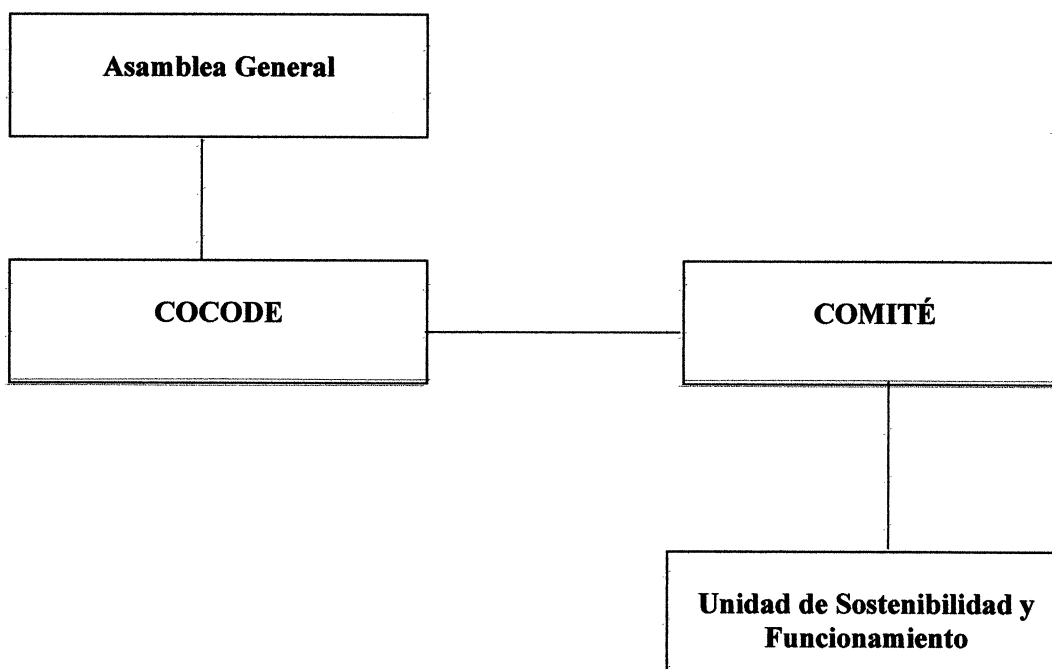 Asamblea General
COCODE
COMITÉ
Unidad de Sostenibilidad y
Funcionamiento